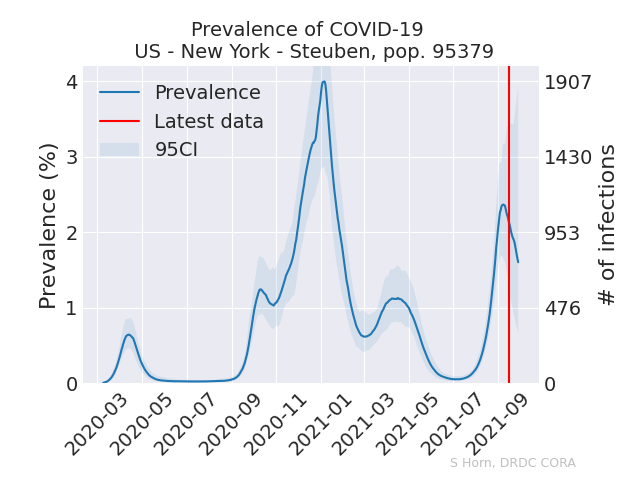 Prevalence of COVID-19
US - New York - Steuben, pop. 95379
Prevalence
Latest data
95CI
Prevalence (%)
4
3
2
1
0
# of infections
1907
1430
953
476
0
2020-03
2020-05
2020-07
2020-09
2020-11
2021-01
2021-03
2021-05
2021-07
2021-09
S Horn, DRDC CORA